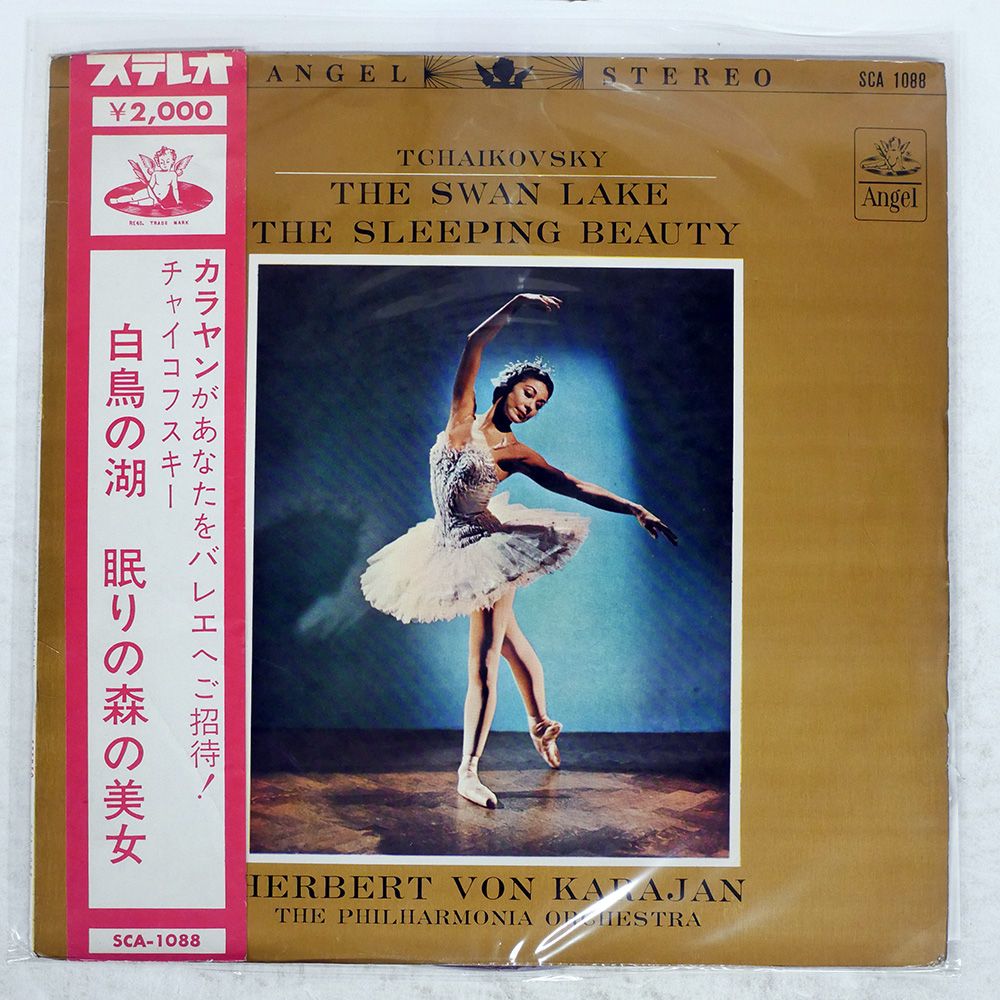 ステレオ
¥2,000
REGD. TRADE MARK
カラヤンがあなたをバレエへご招待!
チャイコフスキー
白鳥の湖 眠りの森の美女
SCA-1088
ANGEL STEREO SCA 1088
Angel
TCHAIKOVSKY
THE SWAN LAKE
THE SLEEPING BEAUTY
HERBERT VON KARAJAN
THE PHILHARMONIA ORCHESTRA